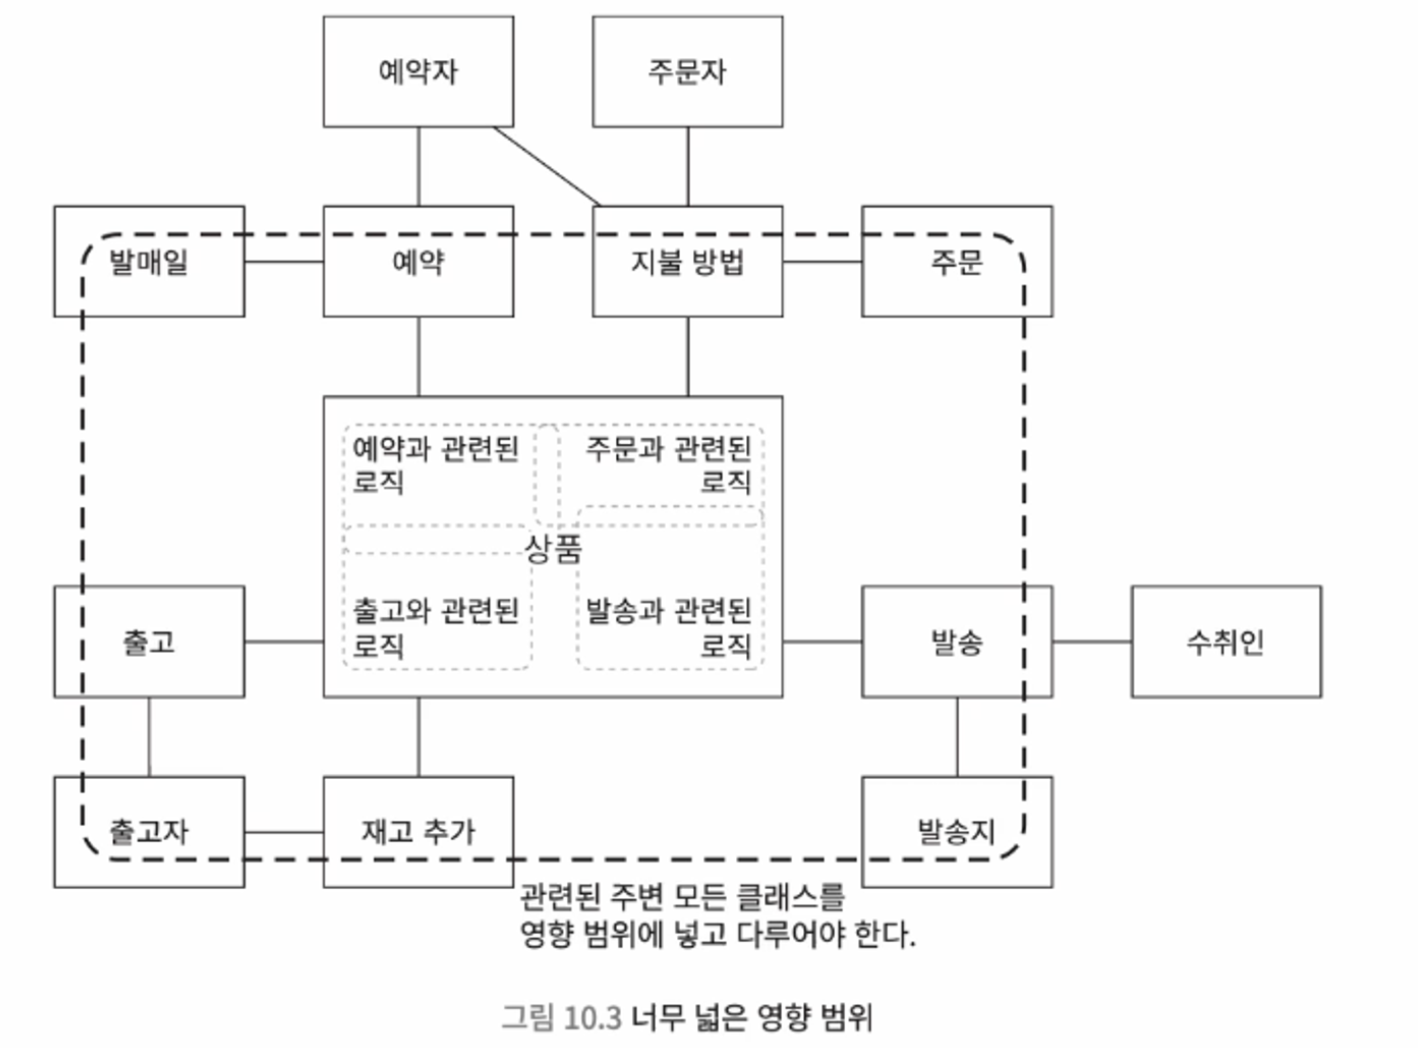 예약자
주문자
발매일
예약
지불 방법
주문
예약과 관련된
로직
주문과 관련된
로직
상품
출고와 관련된
로직
발송과 관련된
로직
출고
발송
수취인
출고자
재고 추가
발송지
관련된 주변 모든 클래스를
영향 범위에 넣고 다루어야 한다.
그림 10.3 너무 넓은 영향 범위